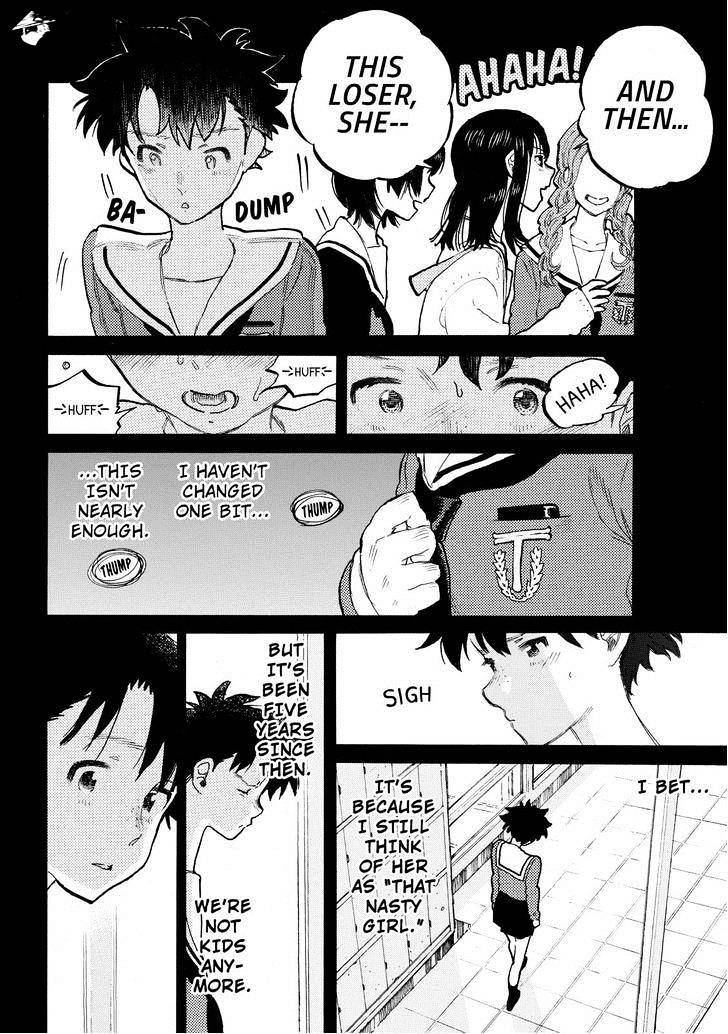 AND
THEN...
AHAHA!
THIS
LOSER,
SHE--
BA-
DUMP
HAHA!
HUFF
HUFF
THUMP
I HAVEN'T
CHANGED
ONE BIT...
...THIS
ISN'T
NEARLY
ENOUGH.
THUMP
T
SIGH
I BET...
IT'S
BECAUSE
I STILL
THINK
OF HER
AS "THAT
NASTY
GIRL."
BUT
IT'S
BEEN
FIVE
YEARS
SINCE
THEN.
WE'RE
NOT
KIDS
ANY-
MORE.